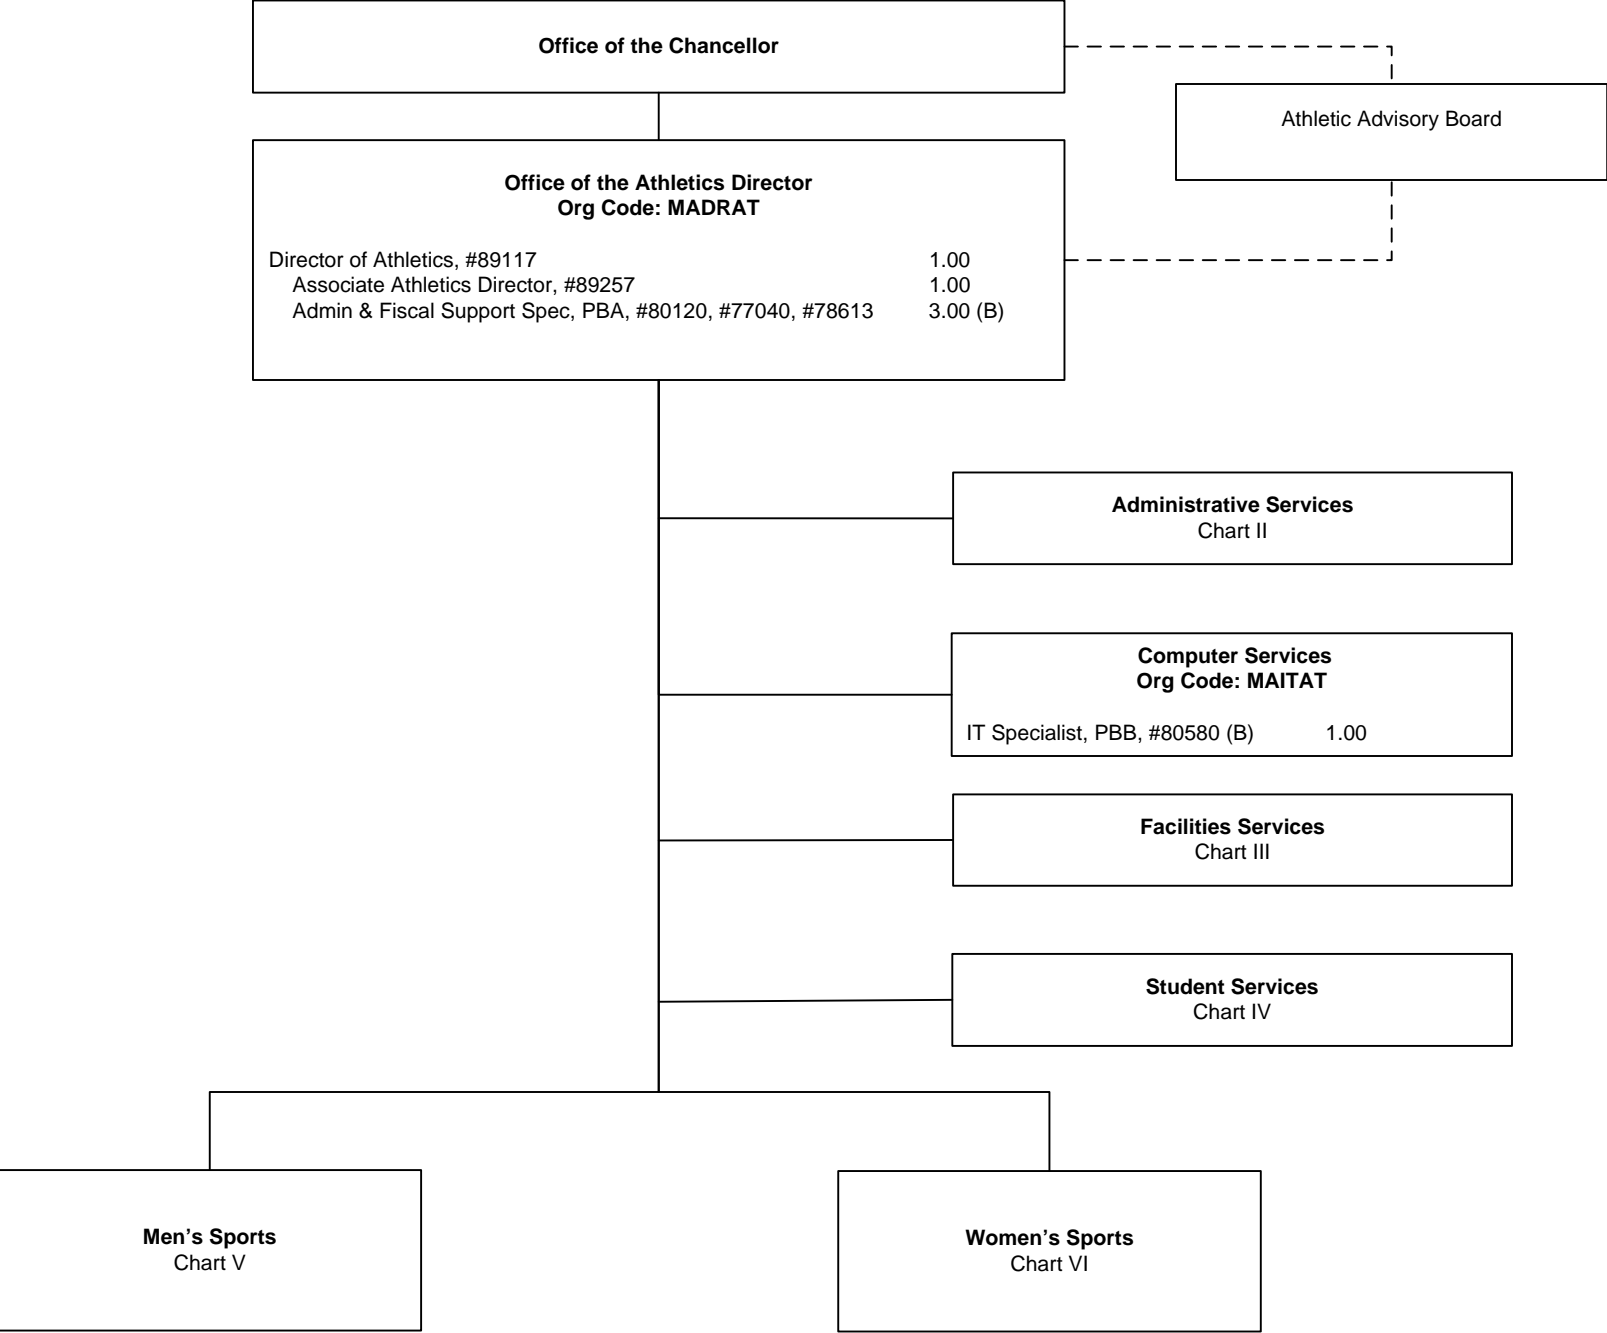 Office of the Chancellor
Athletic Advisory Board
Office of the Athletics Director
Org Code: MADRAT
Director of Athletics, #89117 1.00
Associate Athletics Director, #89257 1.00
Admin & Fiscal Support Spec, PBA, #80120, #77040, #78613 3.00 (B)
Administrative Services
Chart II
Computer Services
Org Code: MAITAT
IT Specialist, PBB, #80580 (B) 1.00
Facilities Services
Chart III
Student Services
Chart IV
Men’s Sports
Chart V
Women’s Sports
Chart VI